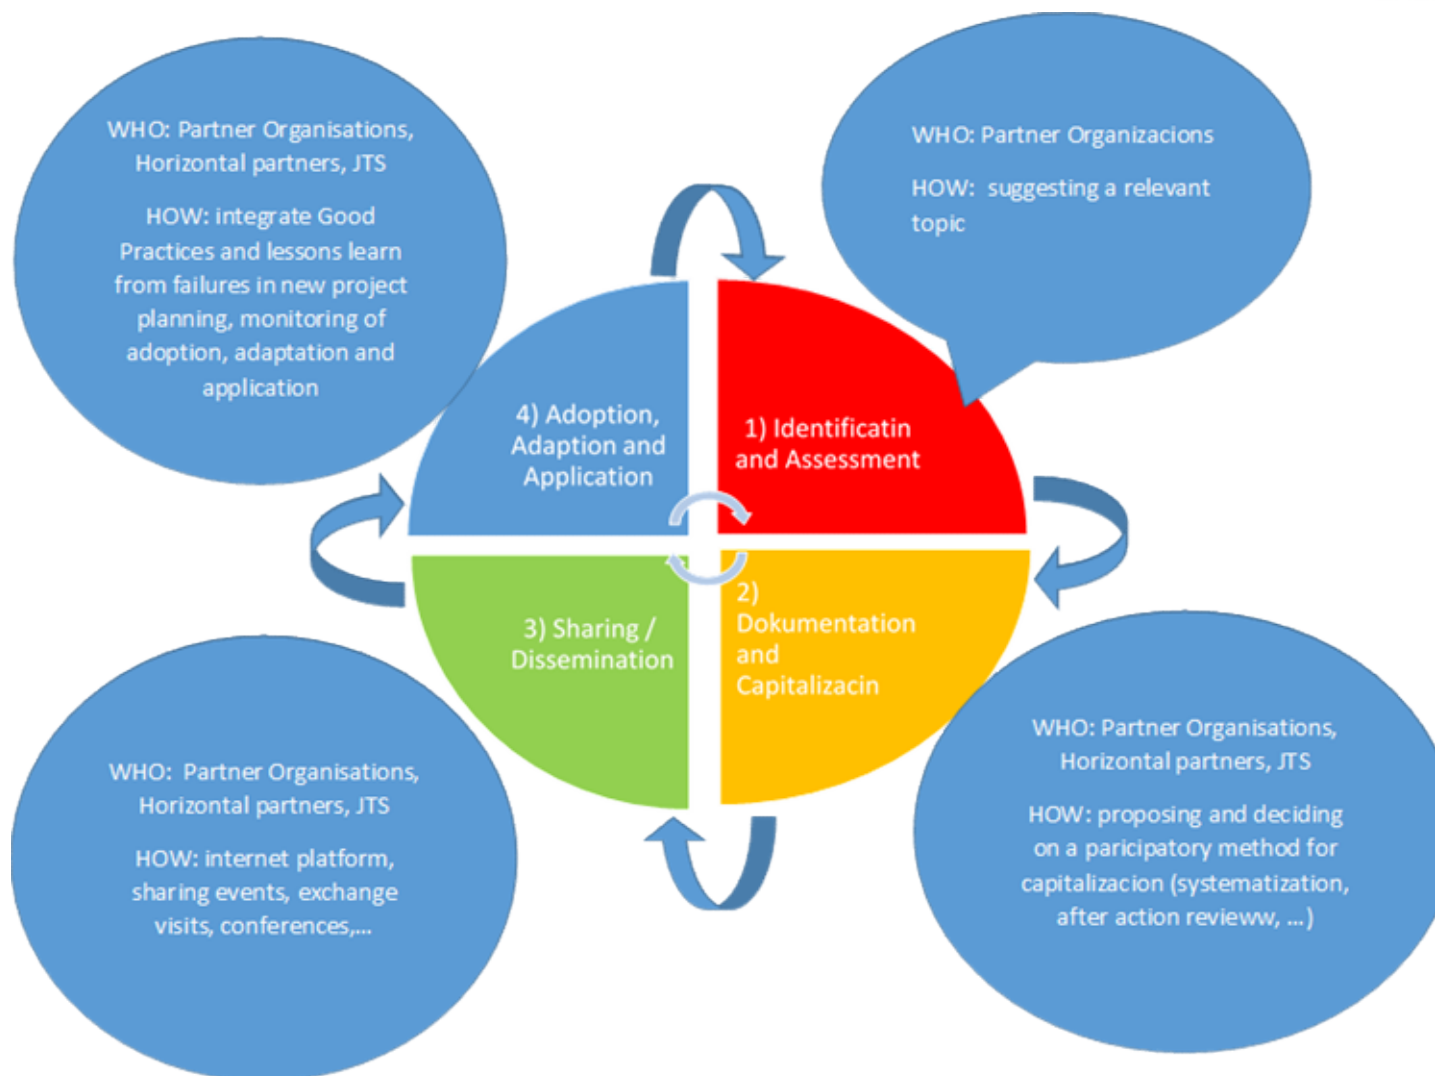 WHO: Partner Organisations,
Horizontal partners, JTS
HOW: integrate Good
Practices and lessons learn
from failures in new project
planning, monitoring of
adoption, adaptation and
application
WHO: Partner Organizacions
HOW:  suggesting a relevant
topic
4) Adoption,
Adaption and
Application
1) Identificatin
and Assessment
3) Sharing /
Dissemination
2)
Dokumentation
and
Capitalizacin
WHO:  Partner Organisations,
Horizontal partners, JTS
HOW: internet platform,
sharing events, exchange
visits, conferences,...
WHO: Partner Organisations,
Horizontal partners, JTS
HOW: proposing and deciding
on a paricipatory method for
capitalizacion (systematization,
after action revieww, ...)